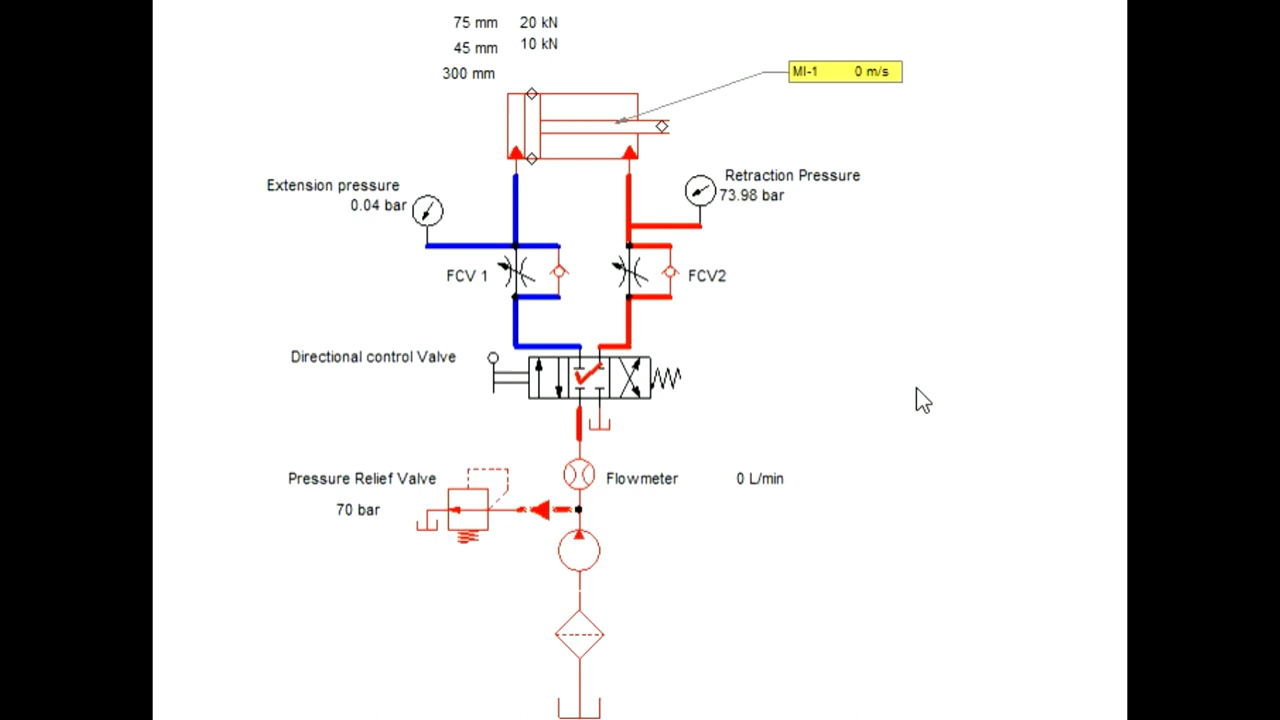 75 mm 20 kN
45 mm 10 kN
300 mm
MI-1 0 m/s
Extension pressure
0.04 bar
Retraction Pressure
73.98 bar
FCV 1
FCV2
Directional control Valve
Pressure Relief Valve
70 bar
Flowmeter 0 L/min